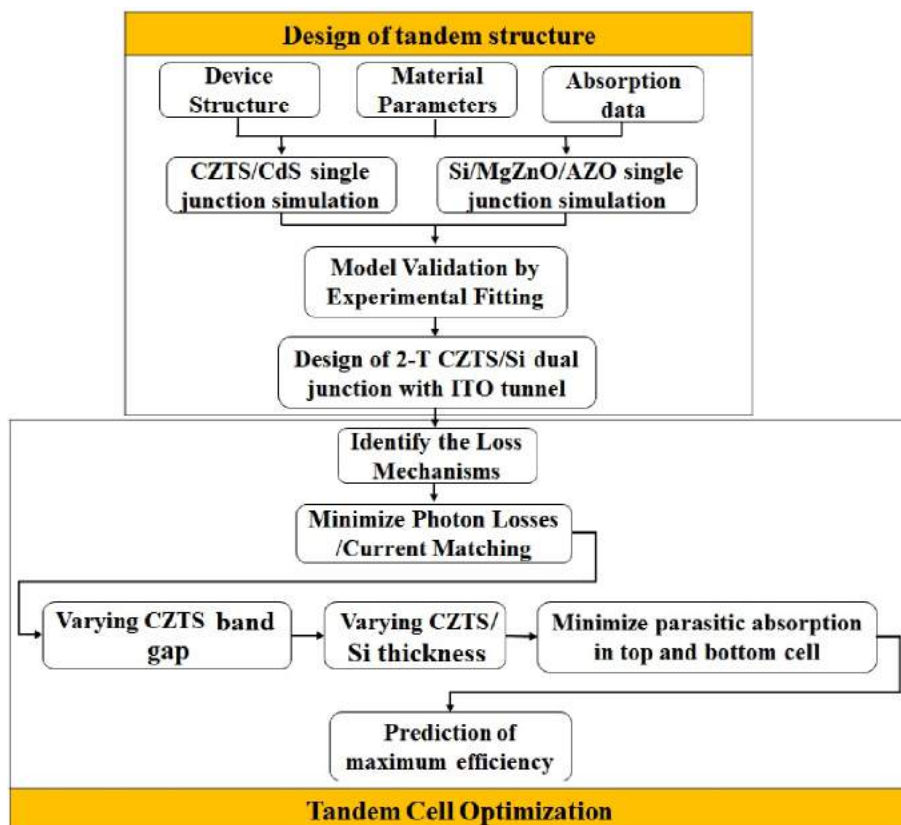 Design of tandem structure
Device
Structure
Material
Parameters
Absorption
data
CZTS/CdS single
junction simulation
Si/MgZnO/AZO single
junction simulation
Model Validation by
Experimental Fitting
Design of 2-T CZTS/Si dual
junction with ITO tunnel
Identify the Loss
Mechanisms
Minimize Photon Losses
/Current Matching
Varying CZTS band
gap
Varying CZTS/
Si thickness
Minimize parasitic absorption
in top and bottom cell
Prediction of
maximum efficiency
Tandem Cell Optimization